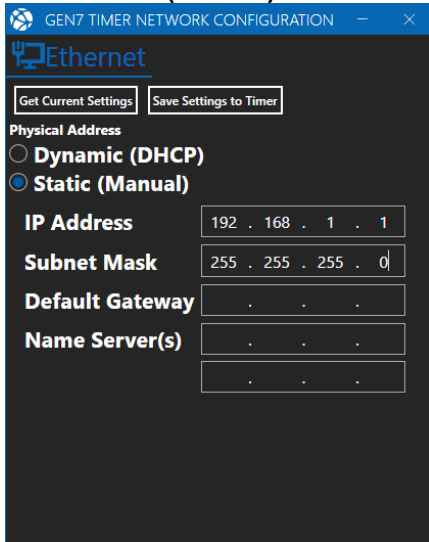 GEN7 TIMER NETWORK CONFIGURATION
Ethernet
Get Current Settings Save Settings to Timer
Physical Address
Dynamic (DHCP)
Static (Manual)
IP Address 192 . 168 . 1 . 1
Subnet Mask 255 . 255 . 255 . 0
Default Gateway . . .
Name Server(s) . . .
. . .